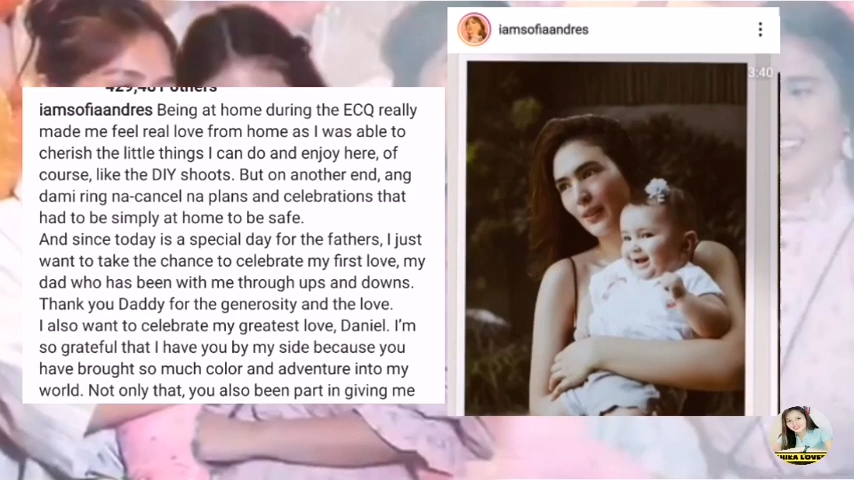 429,481 others
iamsofiaandres Being at home during the ECQ really
made me feel real love from home as I was able to
cherish the little things I can do and enjoy here, of
course, like the DIY shoots. But on another end, ang
dami ring na-cancel na plans and celebrations that
had to be simply at home to be safe.
And since today is a special day for the fathers, I just
want to take the chance to celebrate my first love, my
dad who has been with me through ups and downs.
Thank you Daddy for the generosity and the love.
I also want to celebrate my greatest love, Daniel. I'm
so grateful that I have you by my side because you
have brought so much color and adventure into my
world. Not only that, you also been part in giving me
iamsofiaandres
3:40